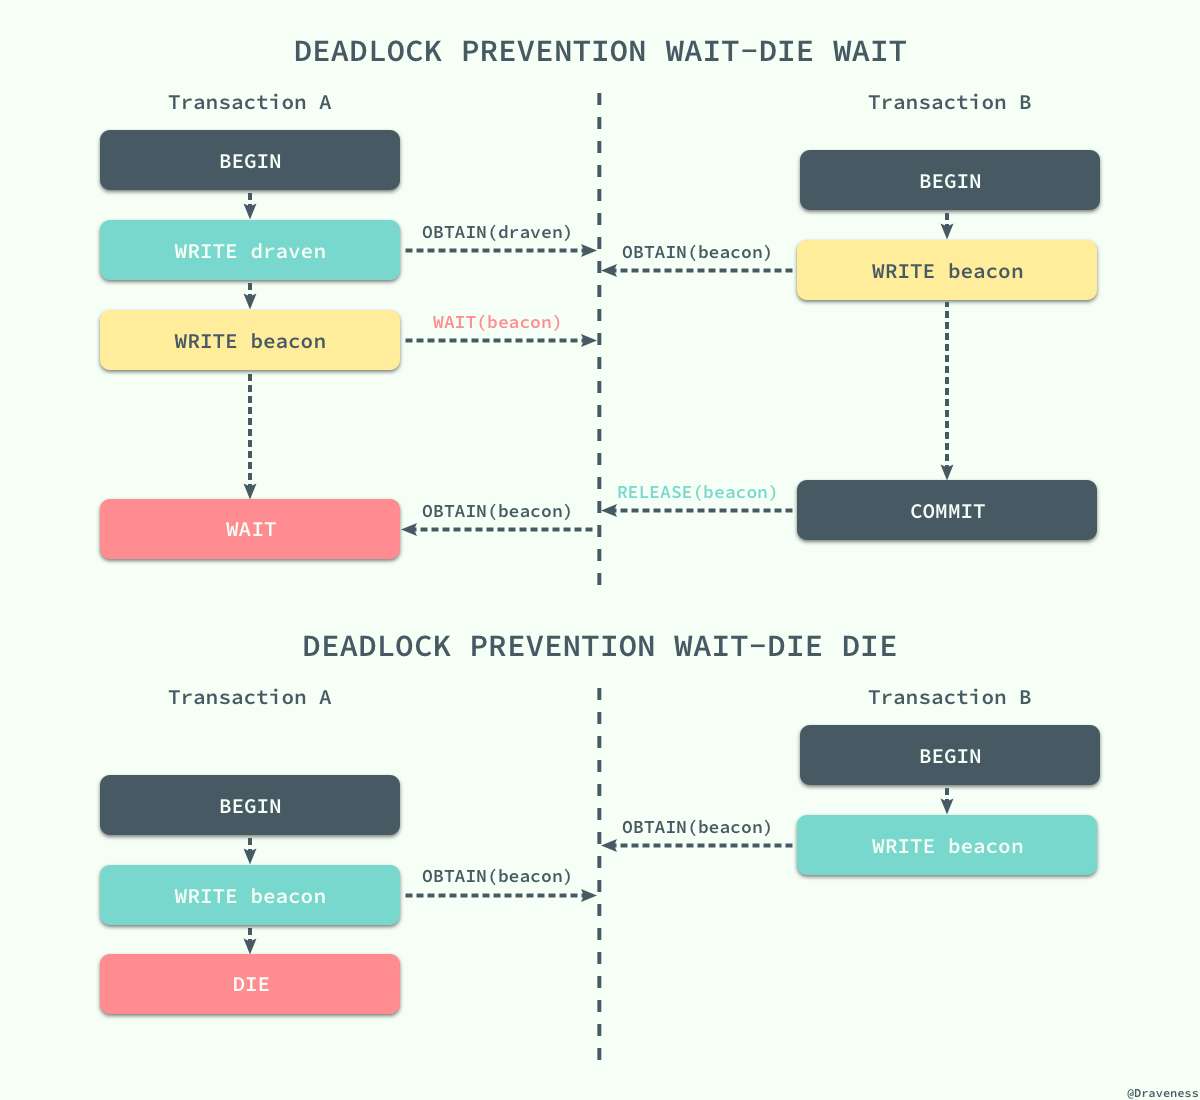 DEADLOCK PREVENTION WAIT-DIE WAIT
Transaction A
Transaction B
BEGIN
BEGIN
WRITE draven
OBTAIN(draven)
OBTAIN(beacon)
WRITE beacon
WRITE beacon
WAIT(beacon)
RELEASE(beacon)
COMMIT
WAIT
OBTAIN(beacon)
DEADLOCK PREVENTION WAIT-DIE DIE
Transaction A
Transaction B
BEGIN
BEGIN
OBTAIN(beacon)
WRITE beacon
WRITE beacon
OBTAIN(beacon)
DIE
@Draveness